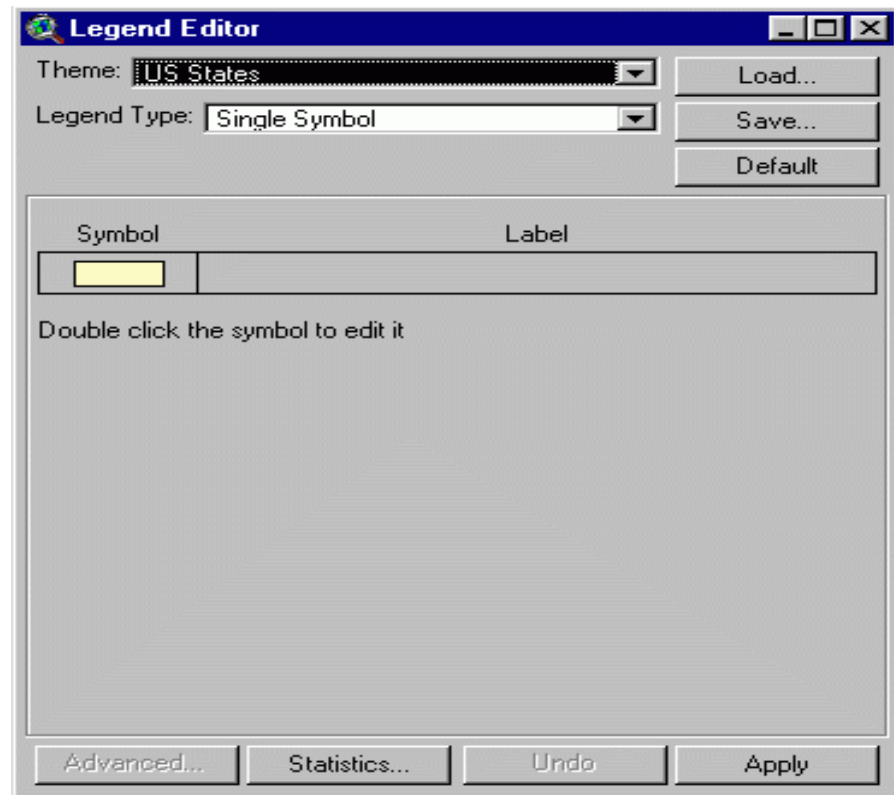 Legend Editor
Theme: US States
Load...
Legend Type: Single Symbol
Save...
Default
Symbol Label
Double click the symbol to edit it
Advanced... Statistics... Undo Apply